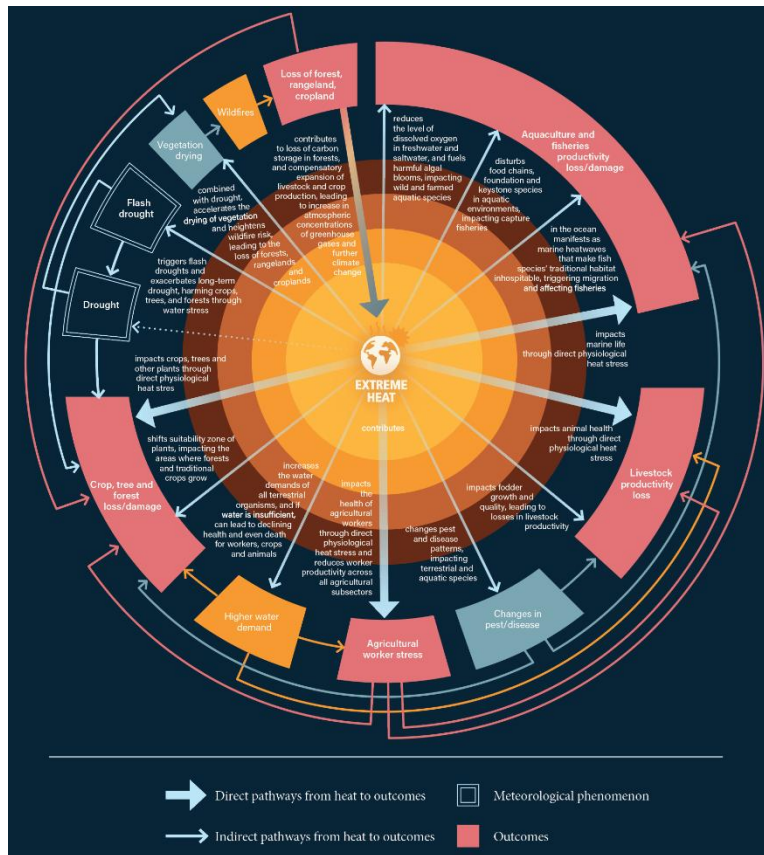 Loss of forest,
rangeland,
cropland
Wildfires
Vegetation
drying
Flash
drought
Drought
Aquaculture and
fisheries
productivity
loss/damage
contributes
to loss of carbon
storage in forests,
and compensatory
expansion of
livestock and crop
production, leading
to increase in
atmospheric
concentrations
of greenhouse
gases and
further
climate
change
reduces
the level of
dissolved oxygen
in freshwater and
saltwater, and fuels
harmful algal
blooms, impacting
wild and farmed
aquatic species
disturbs
food chains,
foundation and
keystone species
in aquatic
environments,
impacting capture
fisheries
in the ocean
manifests as
marine heatwaves
that make fish
species' traditional habitat
inhospitable, triggering migration
and affecting fisheries
combined
with drought,
accelerates the
drying of vegetation
and heightens
wildfire risk,
leading to the
loss of forests,
rangelands
and
croplands
triggers flash
droughts and
exacerbates long-term
drought, harming crops,
trees, and forests through
water stress
impacts
marine life
through direct physiological
heat stress
impacts crops, trees and
other plants through
direct physiological
heat stres
EXTREME
HEAT
contributes
shifts suitability zone of
plants, impacting the
areas where forests
and traditional
crops grow
increases
the water
demands of
all terrestrial
organisms, and if
water is insufficient,
can lead to declining
health and even death
for workers, crops
and animals
impacts
the
health of
agricultural
workers
through direct
physiological
heat stress and
reduces worker
productivity across
all agricultural
subsectors
changes pest
and disease
patterns,
impacting
terrestrial and
aquatic species
impacts fodder
growth and
quality, leading to
losses in livestock
productivity
impacts animal health
through direct
physiological heat
stress
Crop, tree and
forest
loss/damage
Higher water
demand
Agricultural
worker stress
Changes in
pest/disease
Livestock
productivity
loss
Direct pathways from heat to outcomes
Meteorological phenomenon
Indirect pathways from heat to outcomes
Outcomes